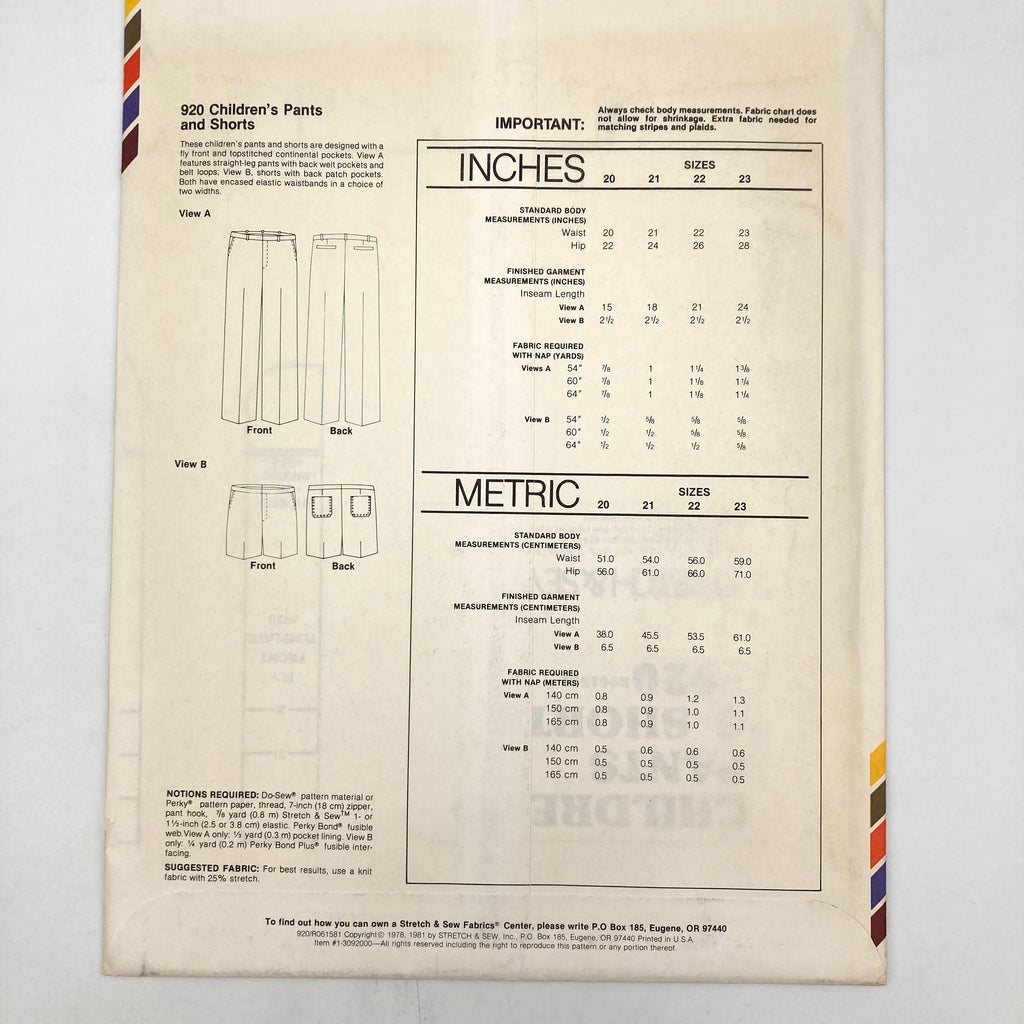 920 Children's Pants
and Shorts
These children's pants and shorts are designed with a
fly front and topstitched continental pockets. View A
features straight-leg pants with back welt pockets and
belt loops; View B, shorts with back patch pockets.
Both have encased elastic waistbands in a choice of
two widths.
View A
Front Back
View B
Front Back
NOTIONS REQUIRED: Do-Sew® pattern material or
Perky® pattern paper, thread, 7-inch (18 cm) zipper,
pant hook, 7/8 yard (0.8 m) Stretch & Sew™ 1- or
1½-inch (2.5 or 3.8 cm) elastic. Perky Bond® fusible
web.View A only: ⅓ yard (0.3 m) pocket lining. View B
only: ¼ yard (0.2 m) Perky Bond Plus® fusible inter-
facing.
SUGGESTED FABRIC: For best results, use a knit
fabric with 25% stretch.
IMPORTANT: Always check body measurements. Fabric chart does
not allow for shrinkage. Extra fabric needed for
matching stripes and plaids.
INCHES SIZES
20 21 22 23
STANDARD BODY
MEASUREMENTS (INCHES)
Waist 20 21 22 23
Hip 22 24 26 28
FINISHED GARMENT
MEASUREMENTS (INCHES)
Inseam Length
View A 15 18 21 24
View B 2½ 2½ 2½ 2½
FABRIC REQUIRED
WITH NAP (YARDS)
Views A 54" 7/8 1 1¼ 1⅜
60" 7/8 1 1⅛ 1¼
64" 7/8 1 1⅛ 1¼
View B 54" ½ ⅝ ⅝ ⅝
60" ½ ½ ⅝ ⅝
64" ½ ½ ½ ⅝
METRIC SIZES
20 21 22 23
STANDARD BODY
MEASUREMENTS (CENTIMETERS)
Waist 51.0 54.0 56.0 59.0
Hip 56.0 61.0 66.0 71.0
FINISHED GARMENT
MEASUREMENTS (CENTIMETERS)
Inseam Length
View A 38.0 45.5 53.5 61.0
View B 6.5 6.5 6.5 6.5
FABRIC REQUIRED
WITH NAP (METERS)
View A 140 cm 0.8 0.9 1.2 1.3
150 cm 0.8 0.9 1.0 1.1
165 cm 0.8 0.9 1.0 1.1
View B 140 cm 0.5 0.6 0.6 0.6
150 cm 0.5 0.5 0.5 0.5
165 cm 0.5 0.5 0.5 0.5
To find out how you can own a Stretch & Sew Fabrics® Center, please write P.O Box 185, Eugene, OR 97440
920/R061581 Copyright© 1978, 1981 by STRETCH & SEW, Inc., P.O. Box 185, Eugene, OR 97440 Printed in U.S.A.
Item #1-3092000—All rights reserved including the right to reproduce this pattern or any portion thereof.